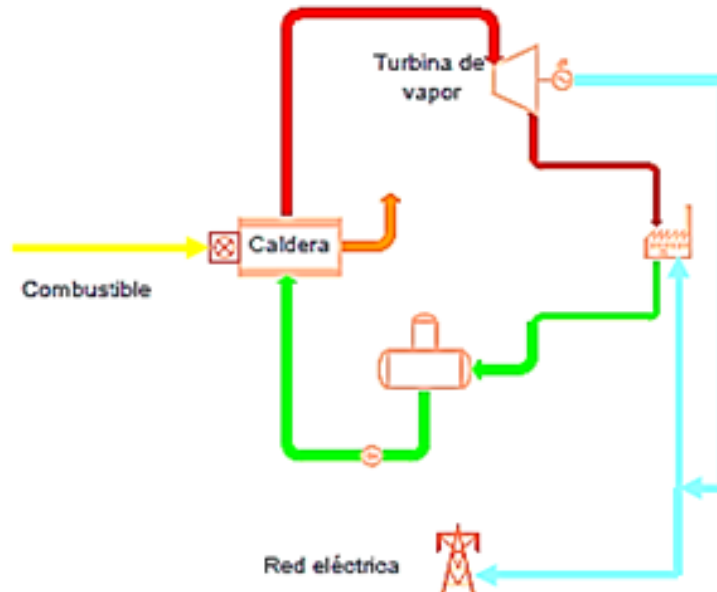 Turbina de
vapor
Caldera
Combustible
Red eléctrica